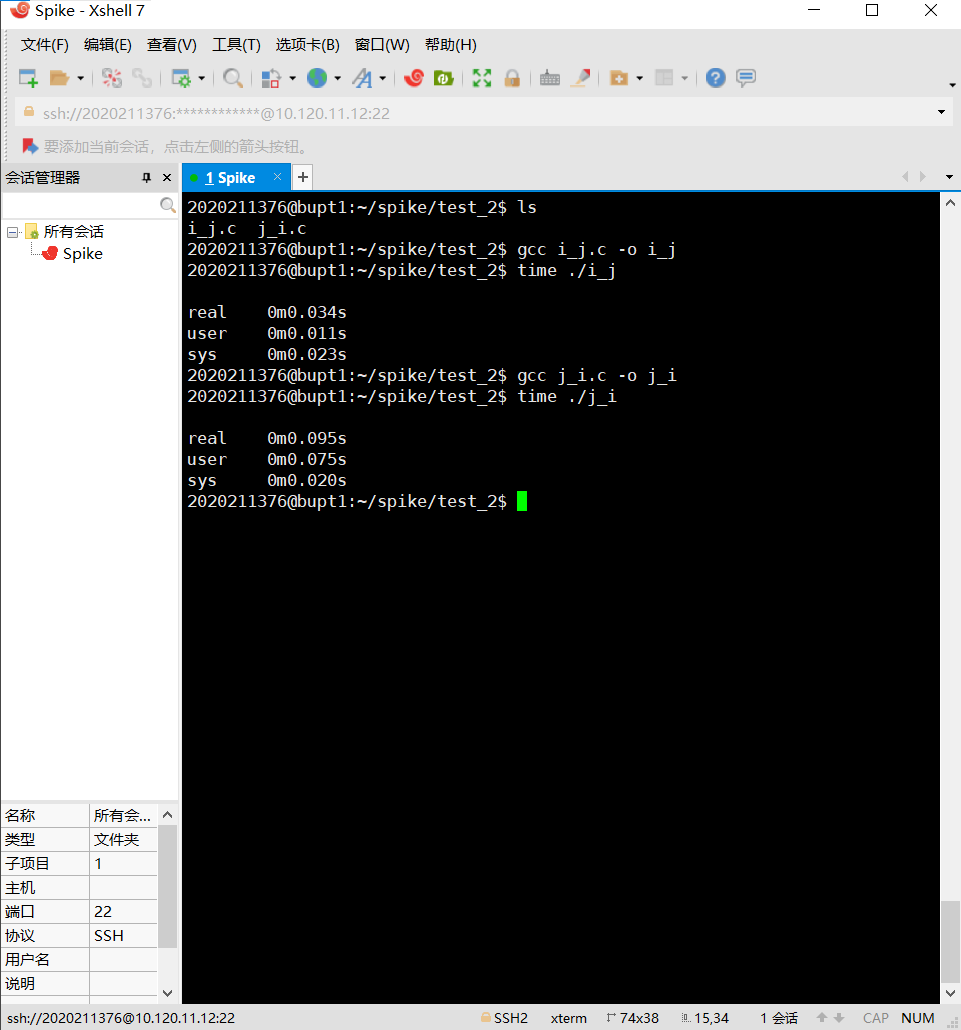 Spike - Xshell 7
文件(F) 编辑(E) 查看(V) 工具(T) 选项卡(B) 窗口(W) 帮助(H)
ssh://2020211376:************@10.120.11.12:22
要添加当前会话，点击左侧的箭头按钮。
会话管理器
1 Spike
所有会话
Spike
2020211376@bupt1:~/spike/test_2$ ls
i_j.c  j_i.c
2020211376@bupt1:~/spike/test_2$ gcc i_j.c -o i_j
2020211376@bupt1:~/spike/test_2$ time ./i_j
real    0m0.034s
user    0m0.011s
sys     0m0.023s
2020211376@bupt1:~/spike/test_2$ gcc j_i.c -o j_i
2020211376@bupt1:~/spike/test_2$ time ./j_i
real    0m0.095s
user    0m0.075s
sys     0m0.020s
2020211376@bupt1:~/spike/test_2$
名称 所有会...
类型 文件夹
子项目 1
主机
端口 22
协议 SSH
用户名
说明
ssh://2020211376@10.120.11.12:22 SSH2 xterm 74x38 15,34 1 会话 CAP NUM